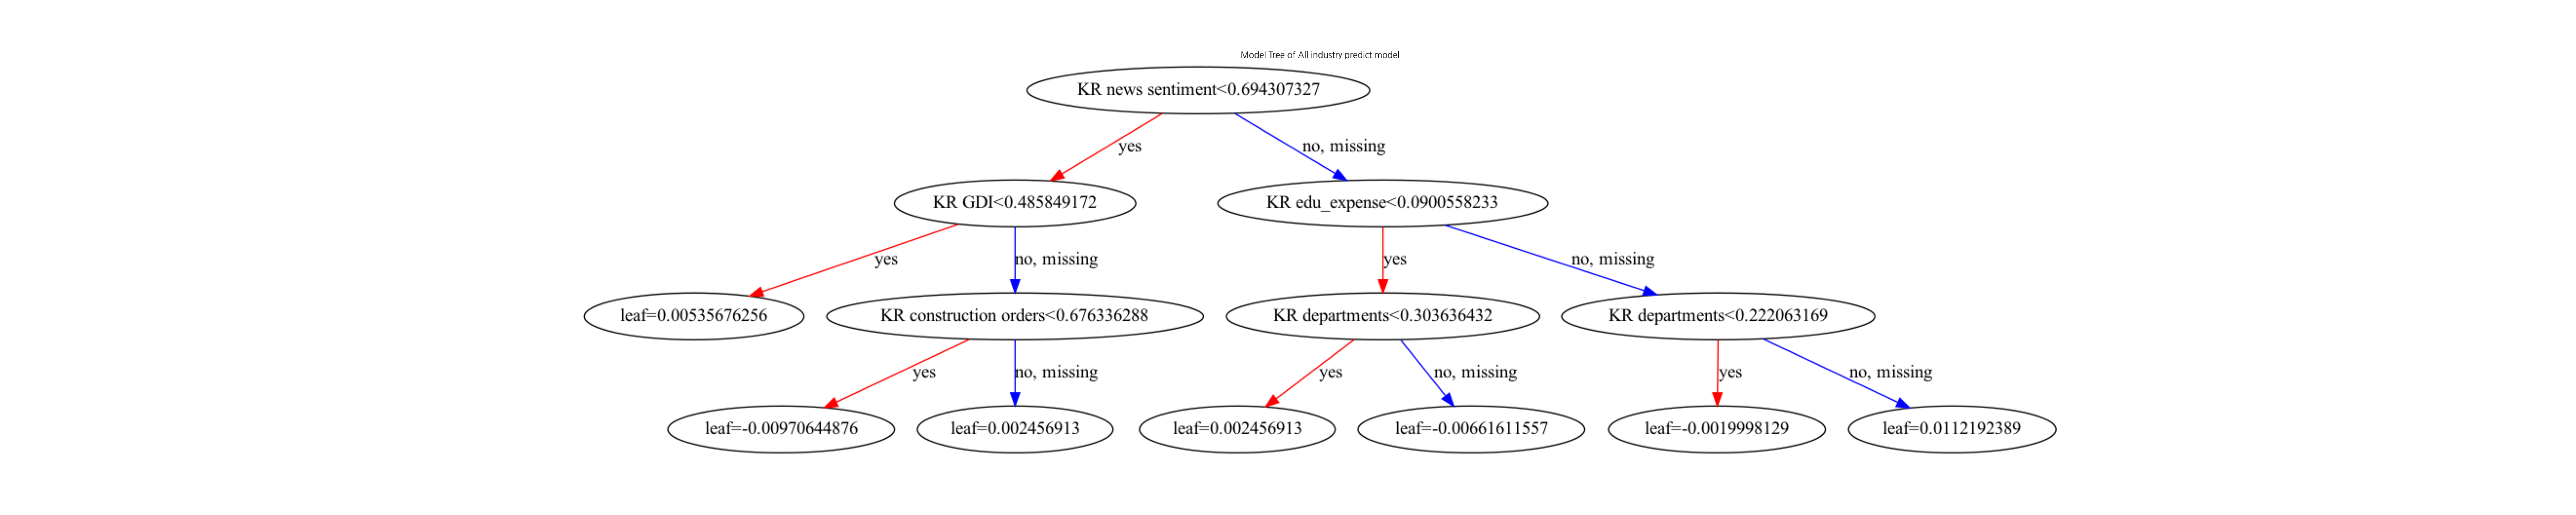 Model Tree of All industry predict model
KR news sentiment<0.694307327
yes
no, missing
KR GDI<0.485849172
KR edu_expense<0.0900558233
yes
no, missing
yes
no, missing
leaf=0.00535676256
KR construction orders<0.676336288
KR departments<0.303636432
KR departments<0.222063169
yes
no, missing
yes
no, missing
yes
no, missing
leaf=-0.00970644876
leaf=0.002456913
leaf=0.002456913
leaf=-0.00661611557
leaf=-0.0019998129
leaf=0.0112192389